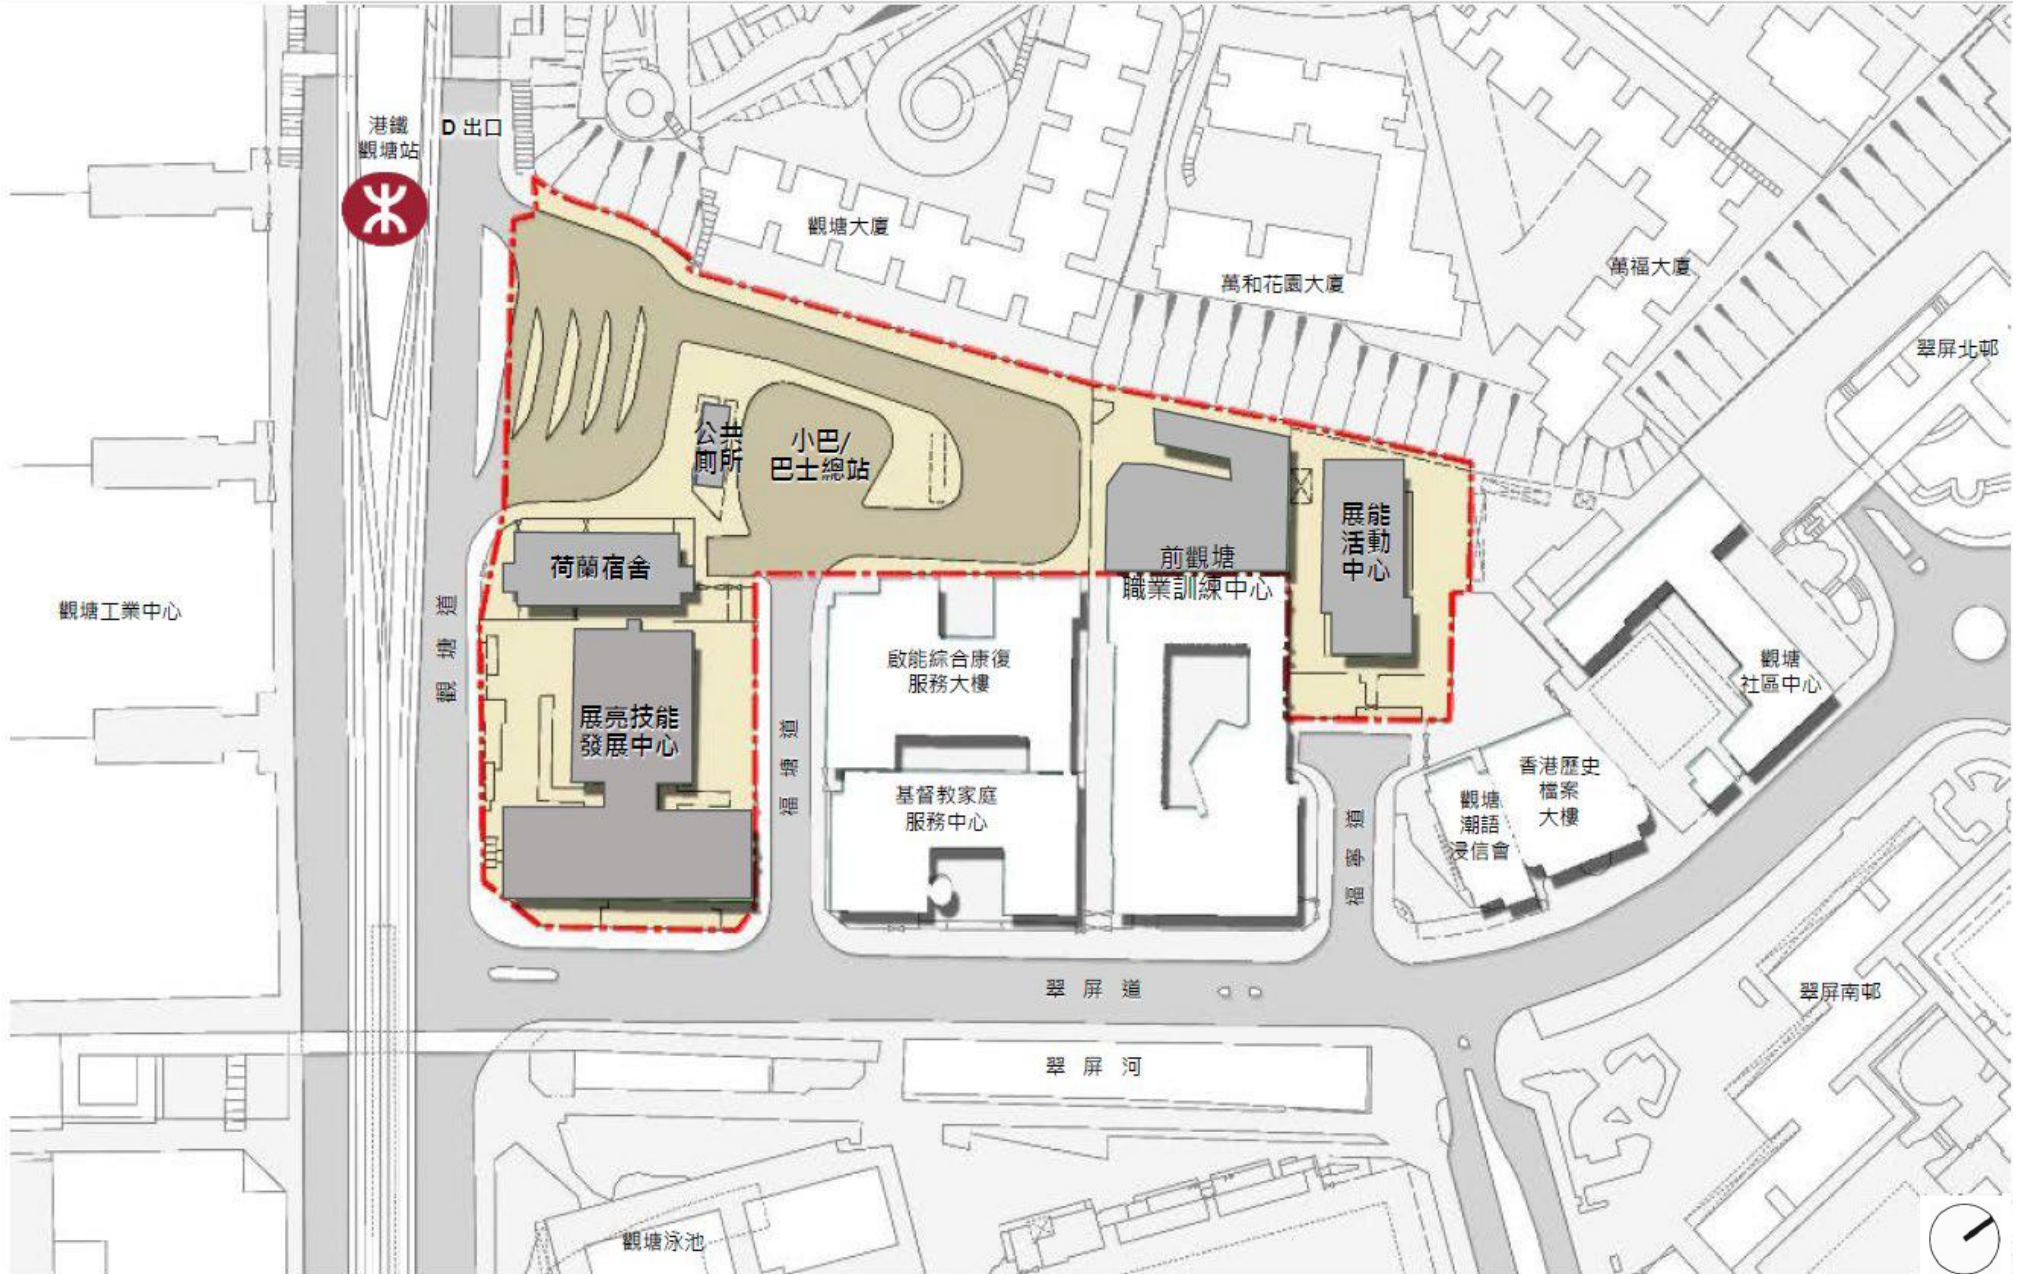 港鐵
觀塘站
D 出口
觀塘大廈
萬和花園大廈
萬福大廈
翠屏北邨
公共
廁所
小巴/
巴士總站
展能
活動
中心
荷蘭宿舍
前觀塘
職業訓練中心
觀塘工業中心
觀塘道
啟能綜合康復
服務大樓
觀塘
社區中心
展亮技能
發展中心
福塘道
基督教家庭
服務中心
香港歷史
檔案
大樓
觀塘
潮語
浸信會
福寧道
翠屏道
翠屏南邨
翠屏河
觀塘泳池